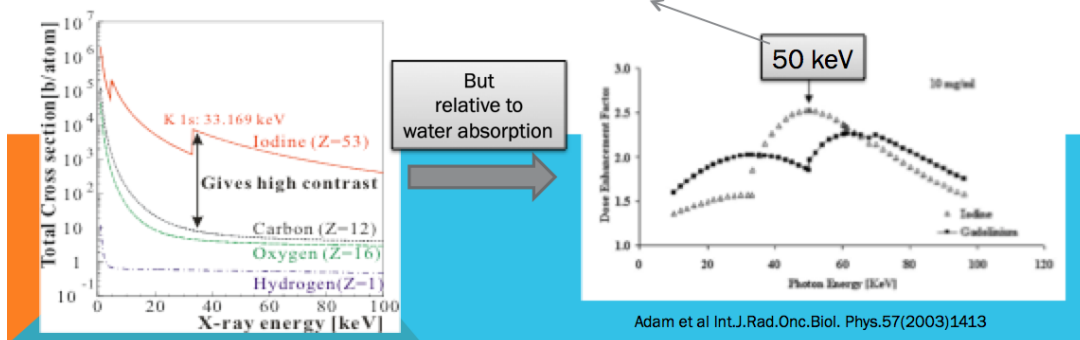 Total Cross section[b/atom]
10 7
10 6
10 5
10 4
10 3
10 2
10
1
10 -1
K 1s: 33.169 keV
Iodine (Z=53)
Gives high contrast
Carbon (Z=12)
Oxygen (Z=16)
Hydrogen(Z=1)
0 20 40 60 80 100
X-ray energy [keV]
But
relative to
water absorption
50 keV
10 mg/ml
Dose Enhancement Factor
3.0
2.5
2.0
1.5
1.0
Iodine
Gadolinium
0 20 40 60 80 100 120
Photon Energy [KeV]
Adam et al Int.J.Rad.Onc.Biol. Phys.57(2003)1413